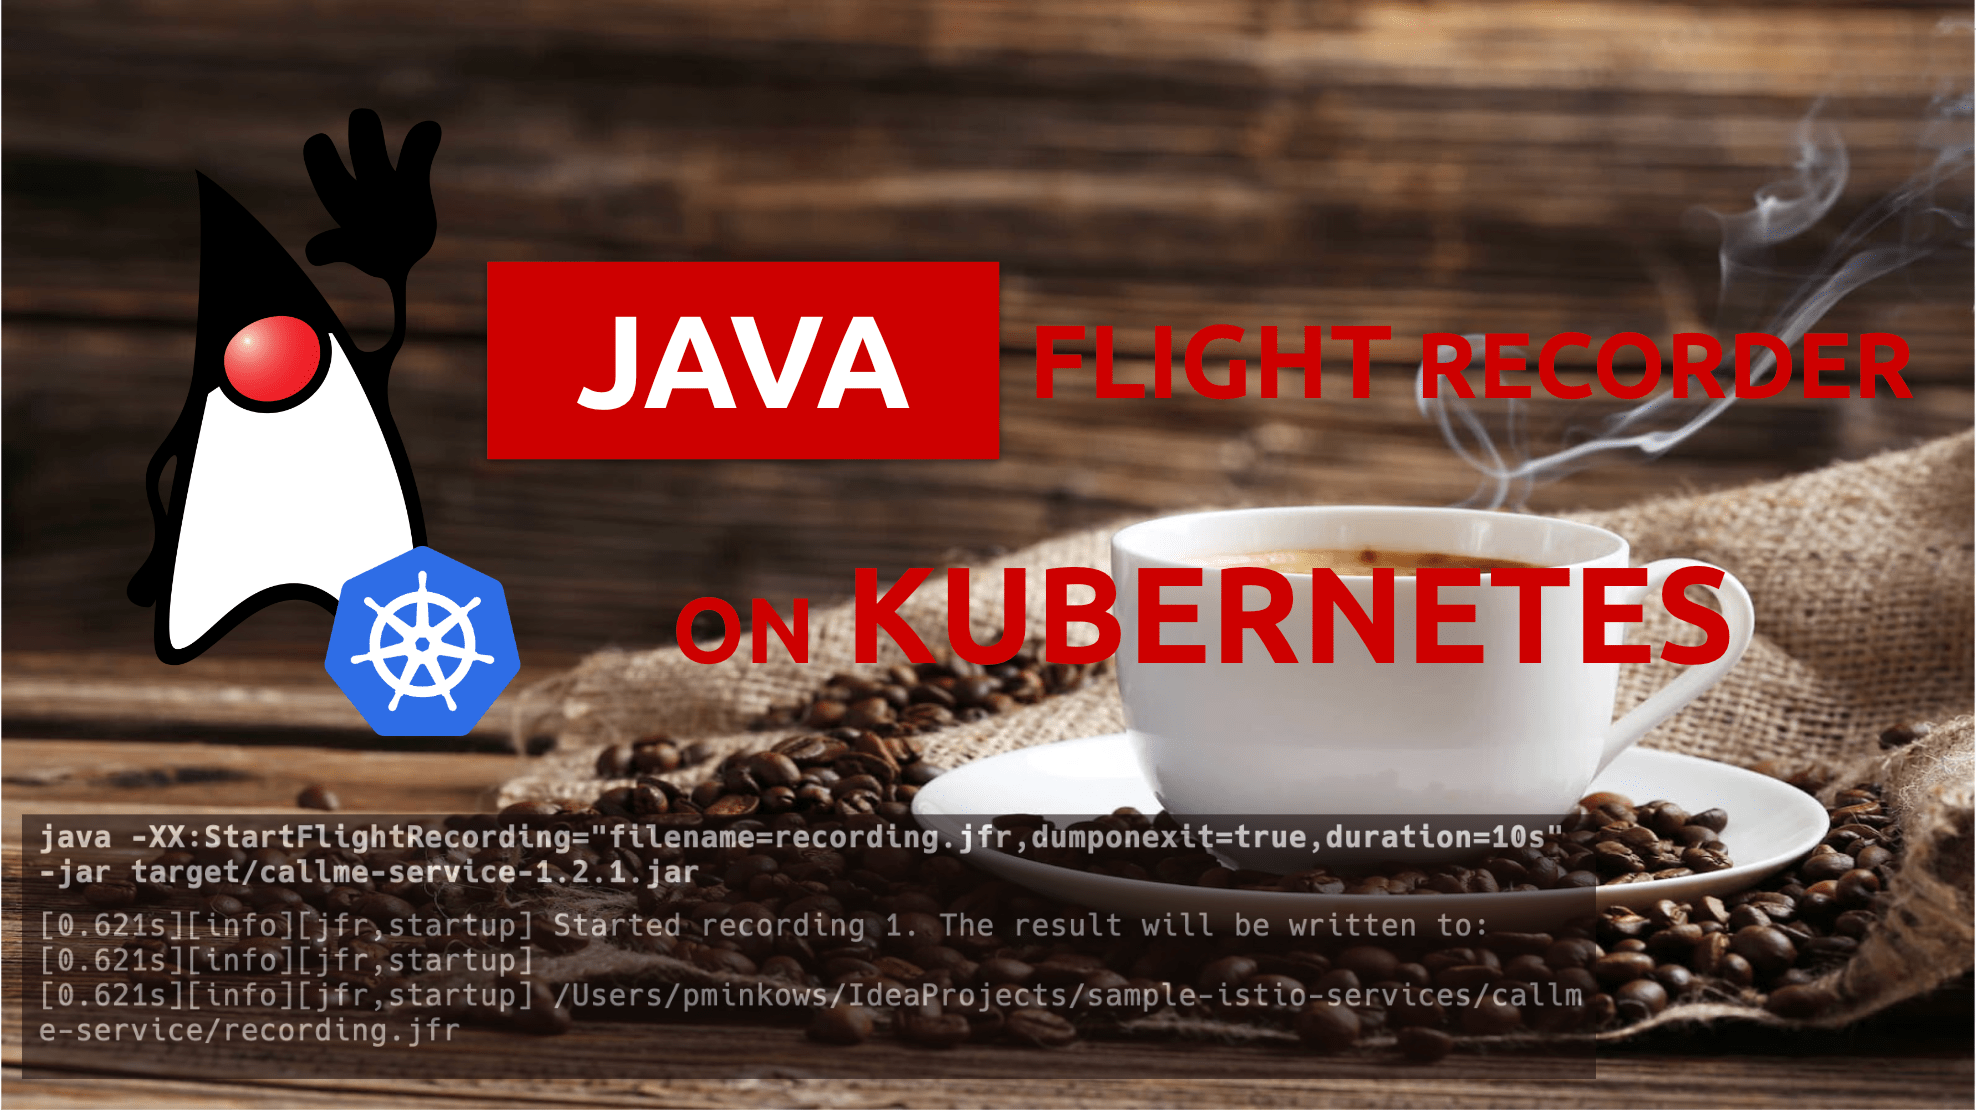 JAVA FLIGHT RECORDER
ON KUBERNETES
java -XX:StartFlightRecording="filename=recording.jfr,dumponexit=true,duration=10s"
-jar target/callme-service-1.2.1.jar
[0.621s][info][jfr,startup] Started recording 1. The result will be written to:
[0.621s][info][jfr,startup]
[0.621s][info][jfr,startup] /Users/pminkows/IdeaProjects/sample-istio-services/callm
e-service/recording.jfr